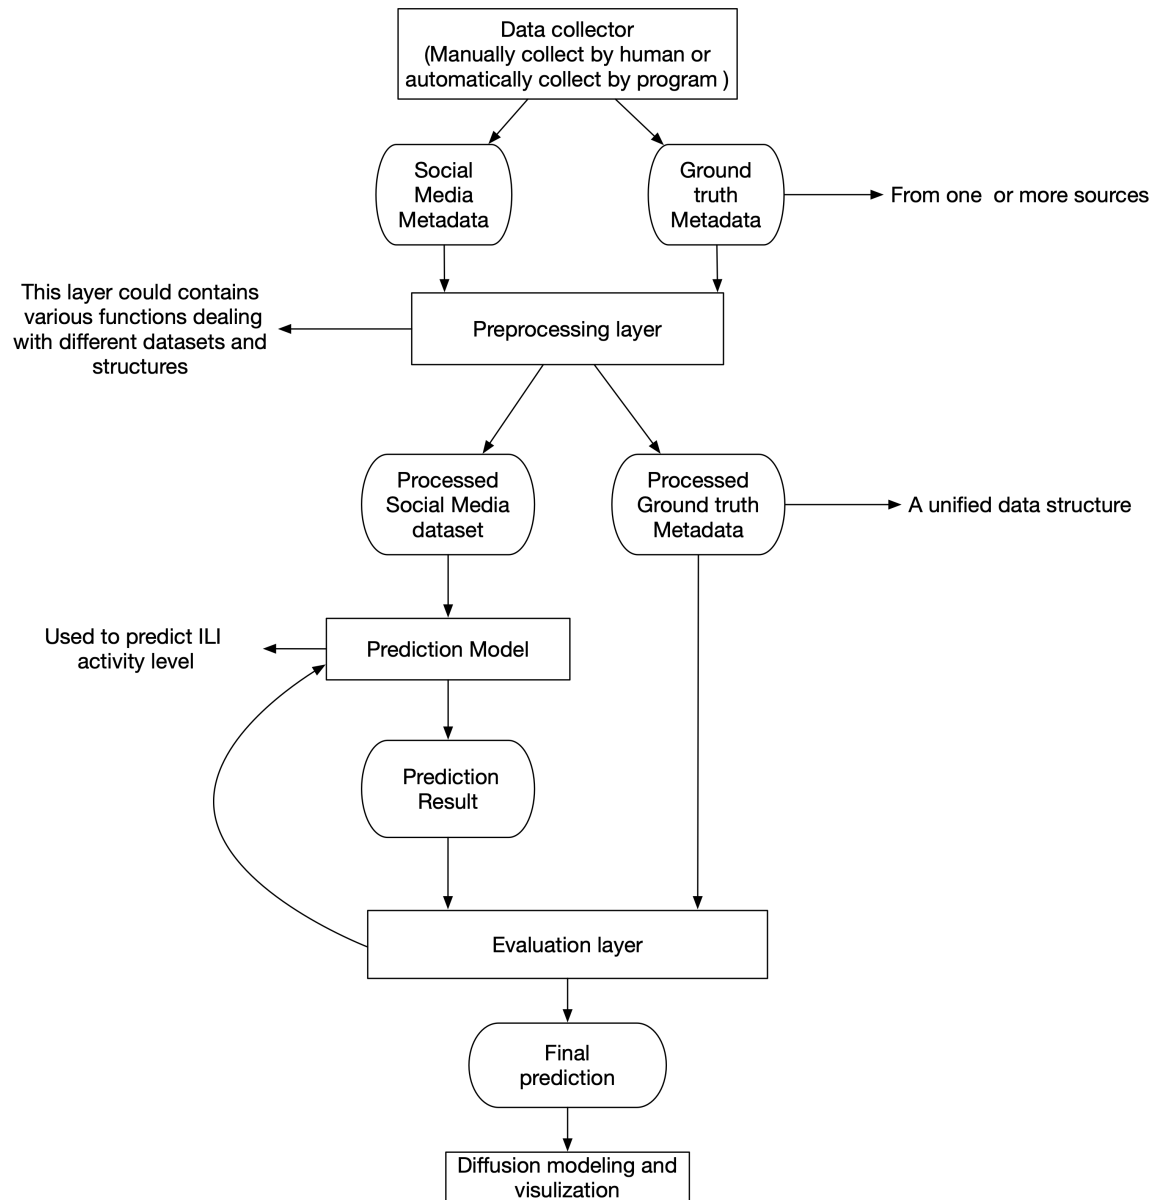 Data collector
(Manually collect by human or
automatically collect by program )
Social
Media
Metadata
Ground
truth
Metadata
From one  or more sources
This layer could contains
various functions dealing
with different datasets and
structures
Preprocessing layer
Processed
Social Media
dataset
Processed
Ground truth
Metadata
A unified data structure
Used to predict ILI
activity level
Prediction Model
Prediction
Result
Evaluation layer
Final
prediction
Diffusion modeling and
visulization